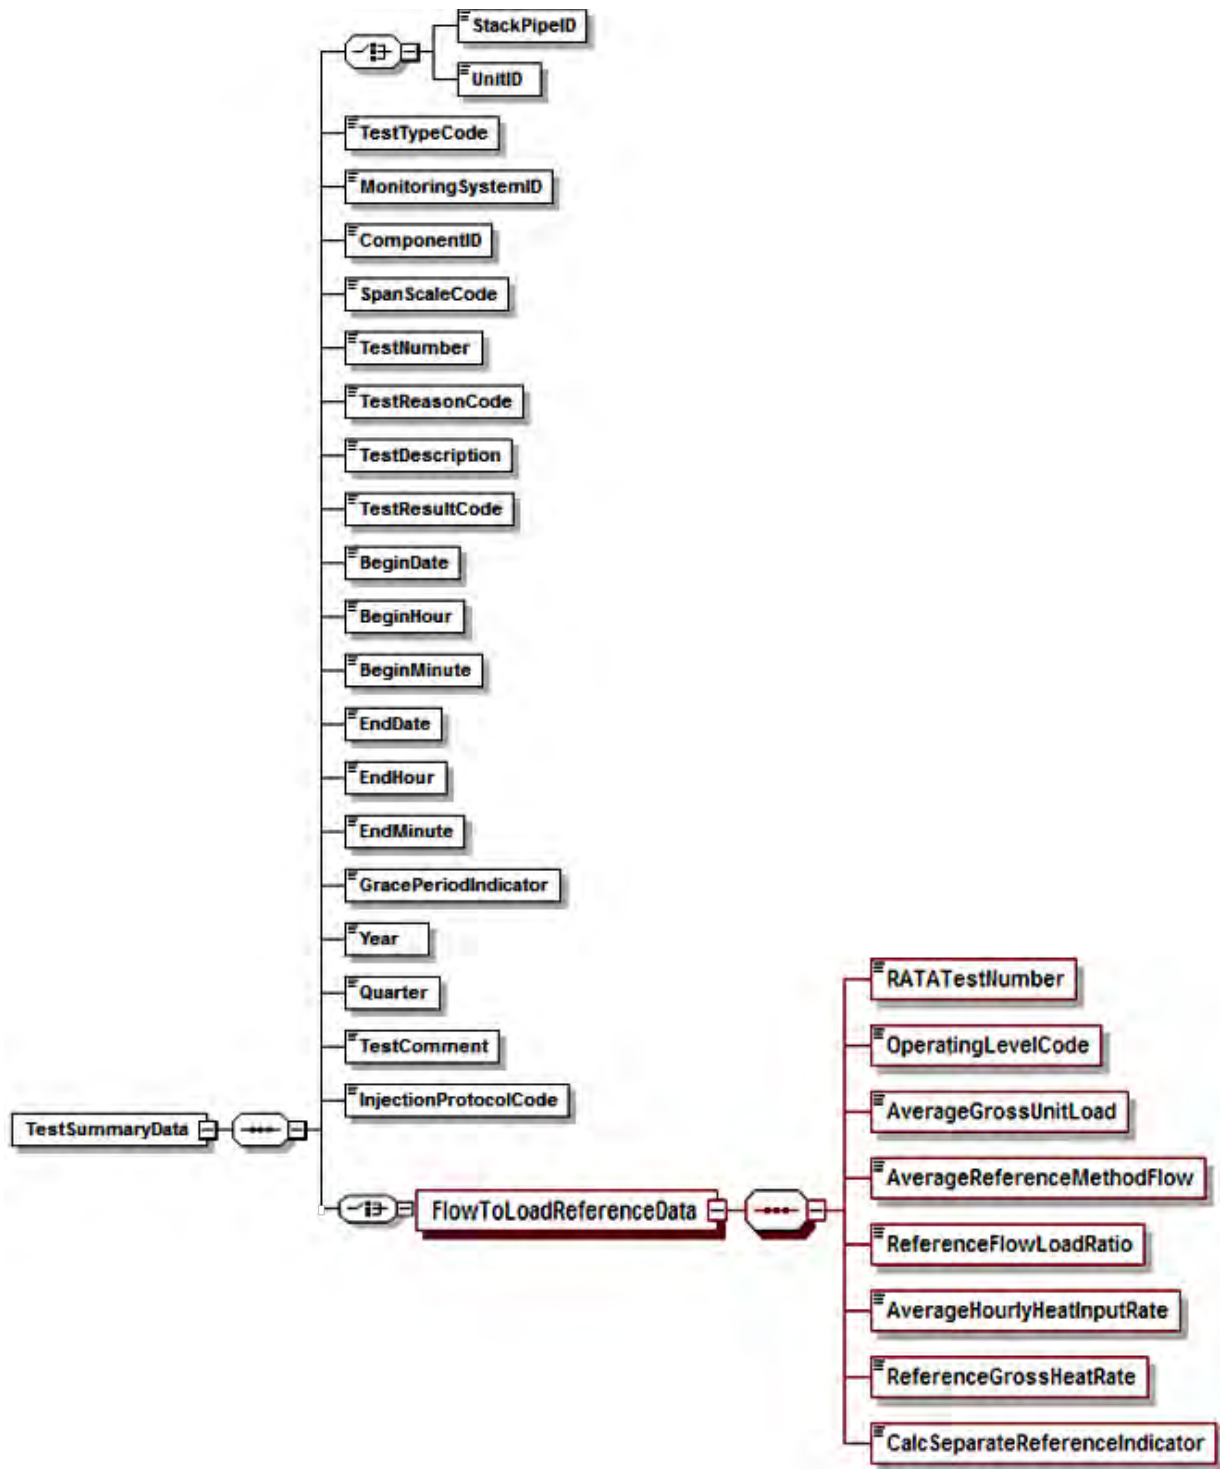 StackPipeID
UnitID
TestTypeCode
MonitoringSystemID
ComponentID
SpanScaleCode
TestNumber
TestReasonCode
TestDescription
TestResultCode
BeginDate
BeginHour
BeginMinute
EndDate
EndHour
EndMinute
GracePeriodIndicator
Year
Quarter
TestComment
InjectionProtocolCode
TestSummaryData
FlowToLoadReferenceData
RATATestNumber
OperatingLevelCode
AverageGrossUnitLoad
AverageReferenceMethodFlow
ReferenceFlowLoadRatio
AverageHourlyHeatInputRate
ReferenceGrossHeatRate
CalcSeparateReferenceIndicator